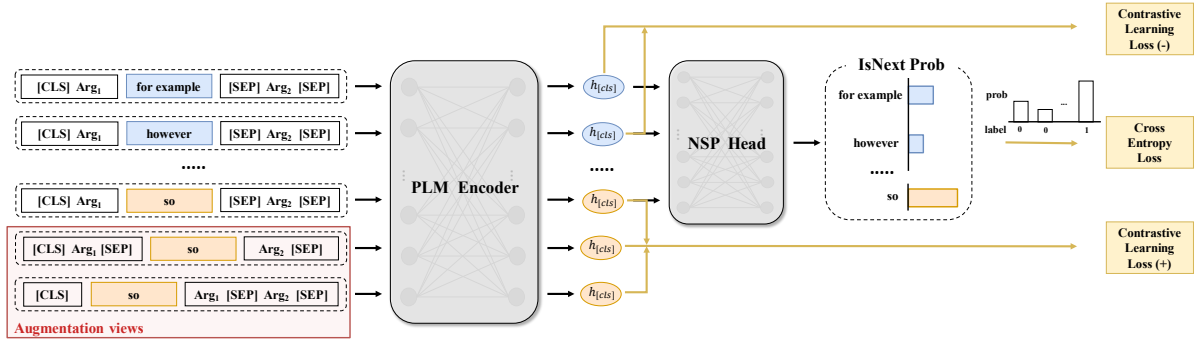 [CLS] Arg₁ for example [SEP] Arg₂ [SEP]
[CLS] Arg₁ however [SEP] Arg₂ [SEP]
.....
[CLS] Arg₁ so [SEP] Arg₂ [SEP]
[CLS] Arg₁ [SEP] so Arg₂ [SEP]
[CLS] so Arg₁ [SEP] Arg₂ [SEP]
Augmentation views
PLM Encoder
h[cls]
h[cls]
.....
h[cls]
h[cls]
h[cls]
NSP Head
IsNext Prob
for example
however
.....
so
prob
...
label 0 0 1
Contrastive
Learning
Loss (-)
Cross
Entropy
Loss
Contrastive
Learning
Loss (+)